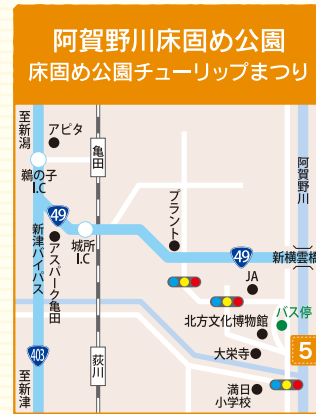 阿賀野川床固め公園
床固め公園チューリップまつり
至新潟
アピタ
亀田
鵜の子
I.C
阿賀野川
プラント
49
城所
I.C
新津バイパス
アスパーク亀田
49
新横雲橋
JA
バス停
北方文化博物館
403
荻川
大栄寺
5
至新津
満日
小学校